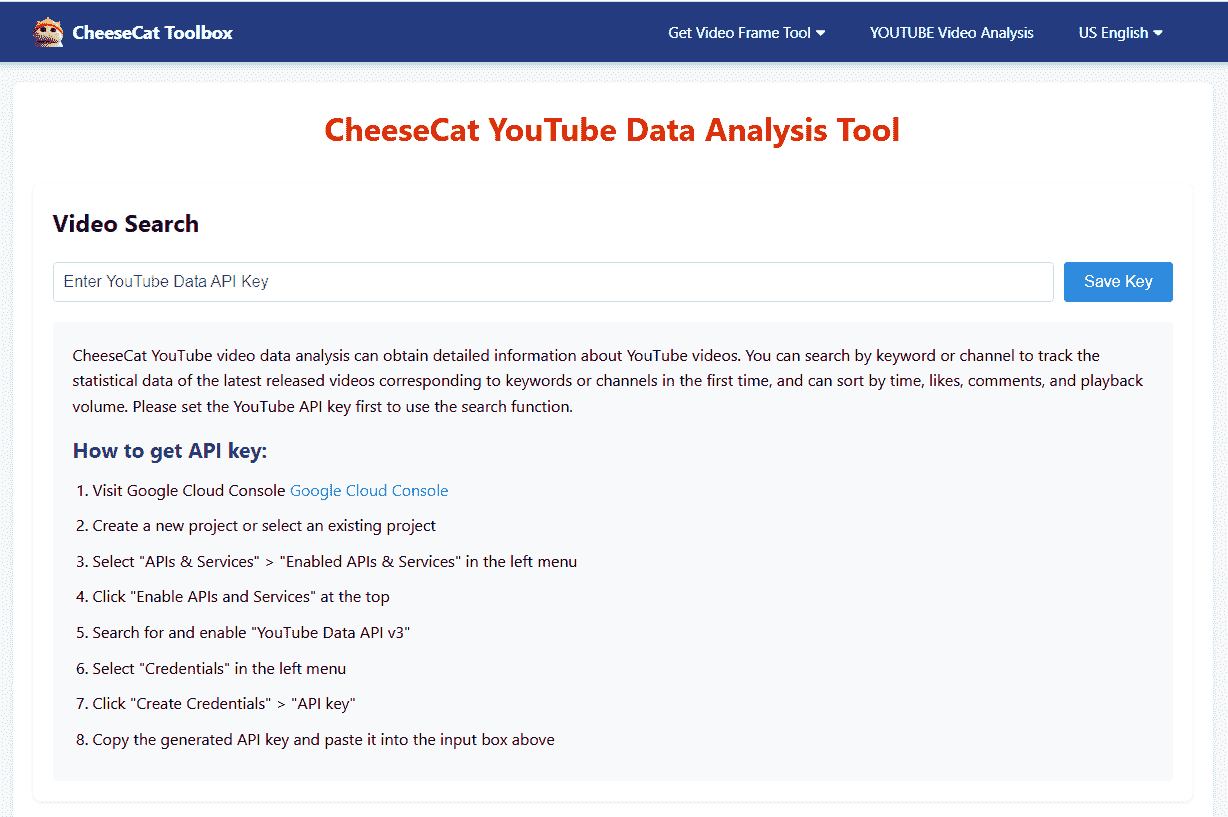 CheeseCat Toolbox
Get Video Frame Tool
YOUTUBE Video Analysis
US English
CheeseCat YouTube Data Analysis Tool
Video Search
Enter YouTube Data API Key
Save Key
CheeseCat YouTube video data analysis can obtain detailed information about YouTube videos. You can search by keyword or channel to track the
statistical data of the latest released videos corresponding to keywords or channels in the first time, and can sort by time, likes, comments, and playback
volume. Please set the YouTube API key first to use the search function.
How to get API key:
1. Visit Google Cloud Console Google Cloud Console
2. Create a new project or select an existing project
3. Select "APIs & Services" > "Enabled APIs & Services" in the left menu
4. Click "Enable APIs and Services" at the top
5. Search for and enable "YouTube Data API v3"
6. Select "Credentials" in the left menu
7. Click "Create Credentials" > "API key"
8. Copy the generated API key and paste it into the input box above